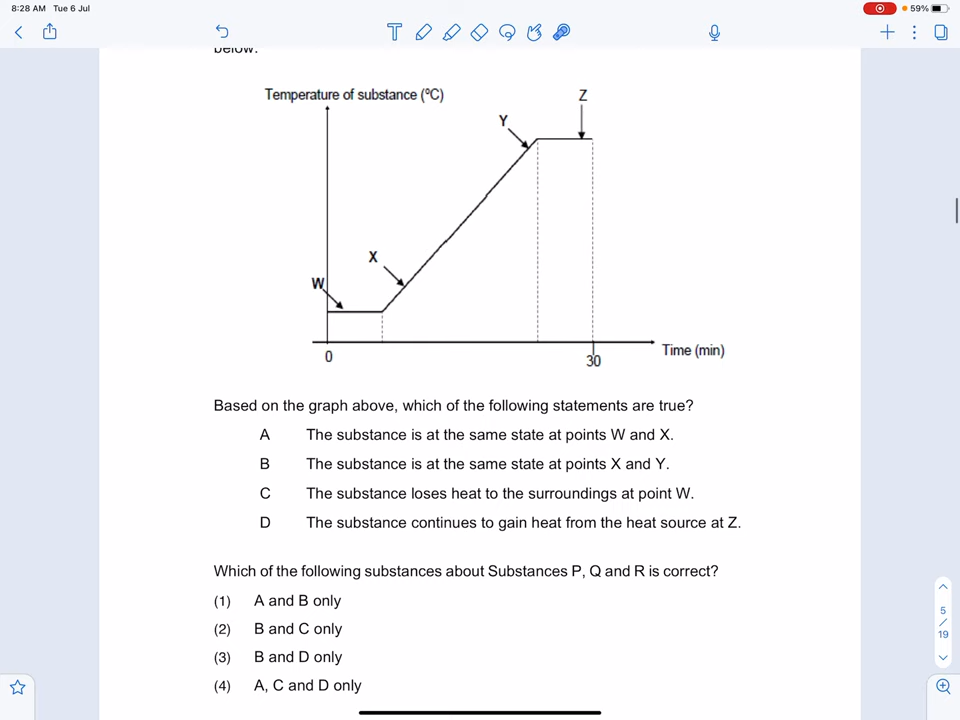 8:28 AM Tue 6 Jul
59%
below:
Temperature of substance (ºC)
Z
Y
X
W
0
30
Time (min)
Based on the graph above, which of the following statements are true?
A The substance is at the same state at points W and X.
B The substance is at the same state at points X and Y.
C The substance loses heat to the surroundings at point W.
D The substance continues to gain heat from the heat source at Z.
Which of the following substances about Substances P, Q and R is correct?
(1) A and B only
(2) B and C only
(3) B and D only
(4) A, C and D only
5
/
19